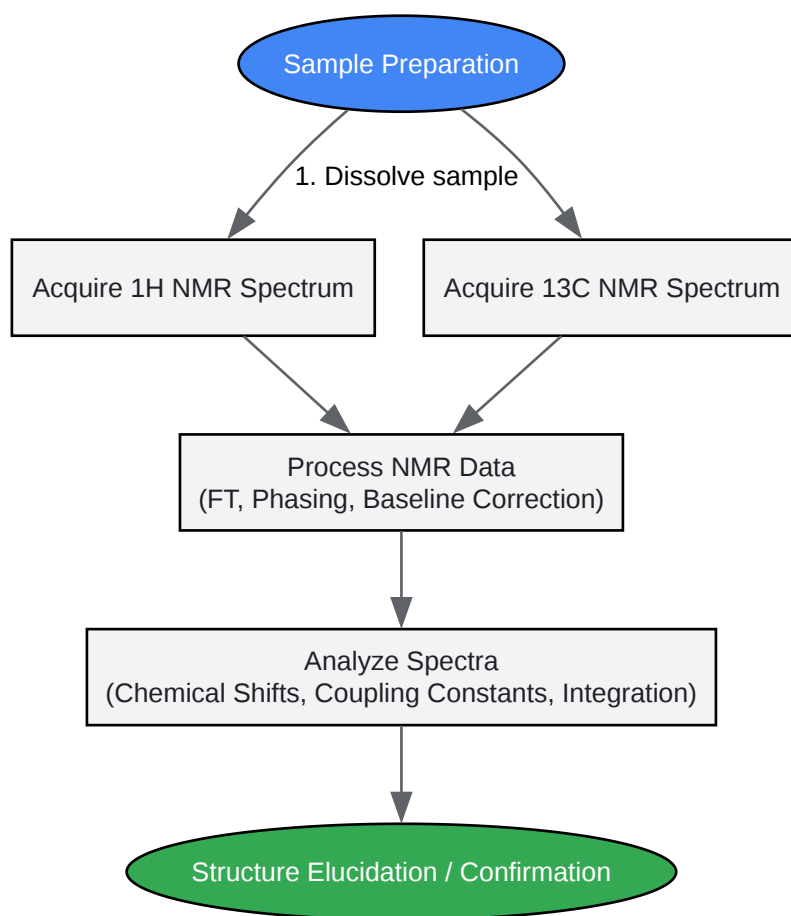 Sample Preparation
1. Dissolve sample
Acquire 1H NMR Spectrum
Acquire 13C NMR Spectrum
Process NMR Data
(FT, Phasing, Baseline Correction)
Analyze Spectra
(Chemical Shifts, Coupling Constants, Integration)
Structure Elucidation / Confirmation